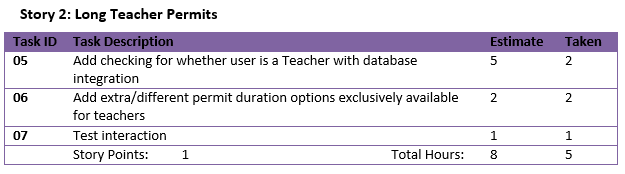 Story 2: Long Teacher Permits
Task ID Task Description Estimate Taken
05 Add checking for whether user is a Teacher with database 5 2
integration
06 Add extra/different permit duration options exclusively available 2 2
for teachers
07 Test interaction 1 1
Story Points: 1 Total Hours: 8 5